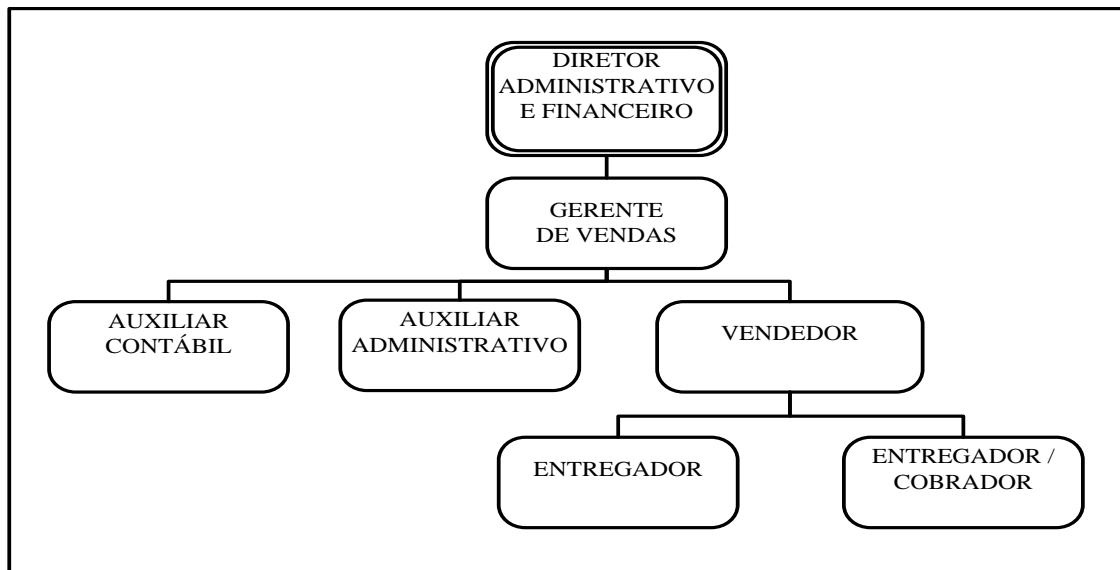 DIRETOR
ADMINISTRATIVO
E FINANCEIRO
GERENTE
DE VENDAS
AUXILIAR
CONTÁBIL
AUXILIAR
ADMINISTRATIVO
VENDEDOR
ENTREGADOR
ENTREGADOR /
COBRADOR